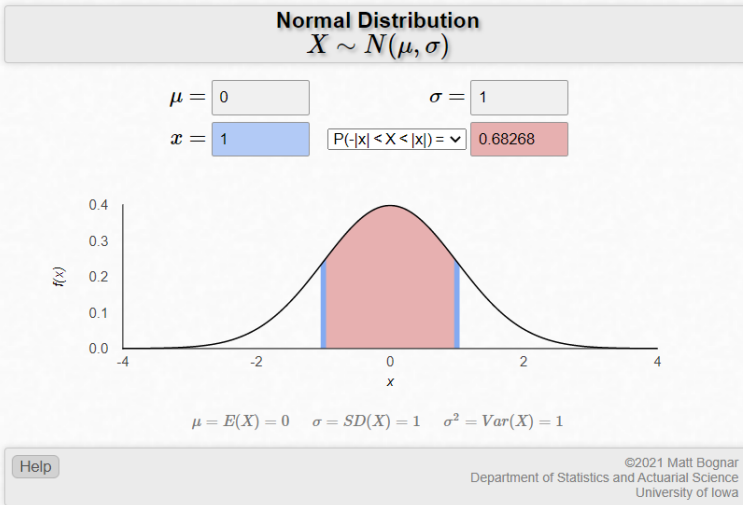 Normal Distribution
X ∼ N(μ, σ)
μ = 0 σ = 1
x = 1 P(-|x| < X < |x|) = 0.68268
0.4
0.3
0.2
0.1
0.0
f(x)
-4 -2 0 2 4
x
μ = E(X) = 0 σ = SD(X) = 1 σ² = Var(X) = 1
Help
©2021 Matt Bognar
Department of Statistics and Actuarial Science
University of Iowa